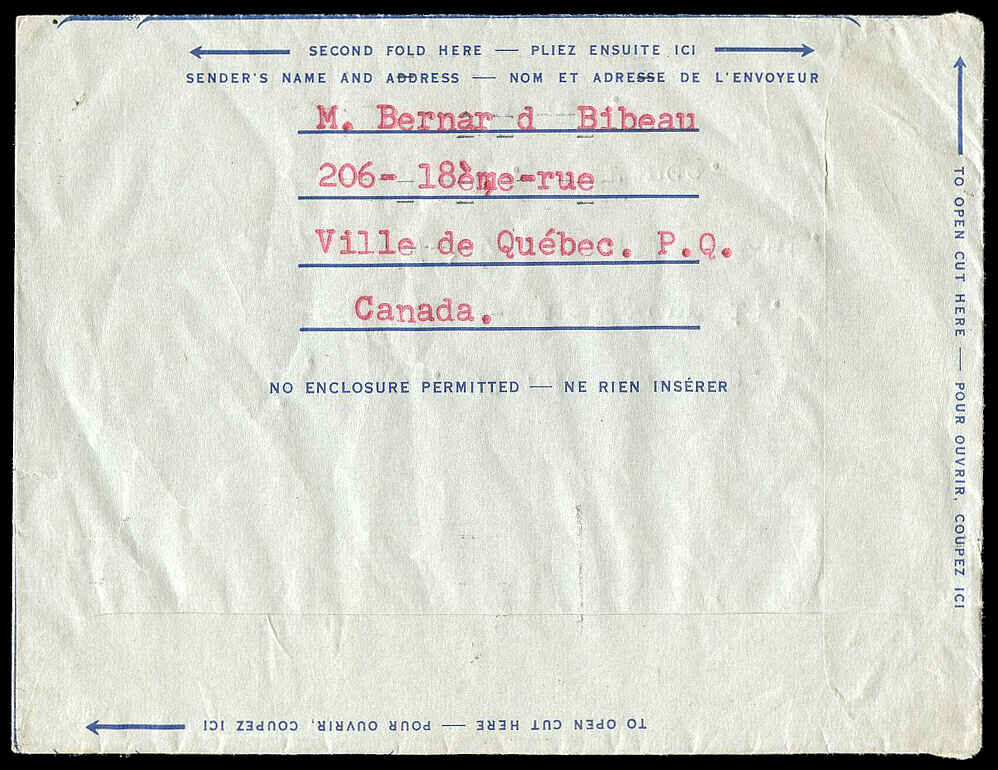 SECOND FOLD HERE — PLIEZ ENSUITE ICI
SENDER'S NAME AND ADDRESS — NOM ET ADRESSE DE L'ENVOYEUR
M. Bernar d Bibeau
206- 18ème-rue
Ville de Québec. P.Q.
Canada.
NO ENCLOSURE PERMITTED — NE RIEN INSÉRER
TO OPEN CUT HERE — POUR OUVRIR, COUPEZ ICI
TO OPEN CUT HERE — POUR OUVRIR, COUPEZ ICI